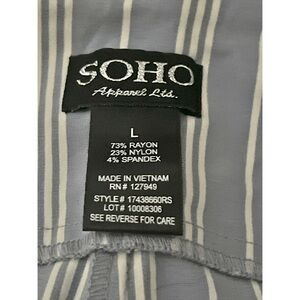 SOHO
Apparel Ltd.
L
73% RAYON
23% NYLON
4% SPANDEX
MADE IN VIETNAM
RN# 127949
STYLE# 17438660RS
LOT# 10008306
SEE REVERSE FOR CARE